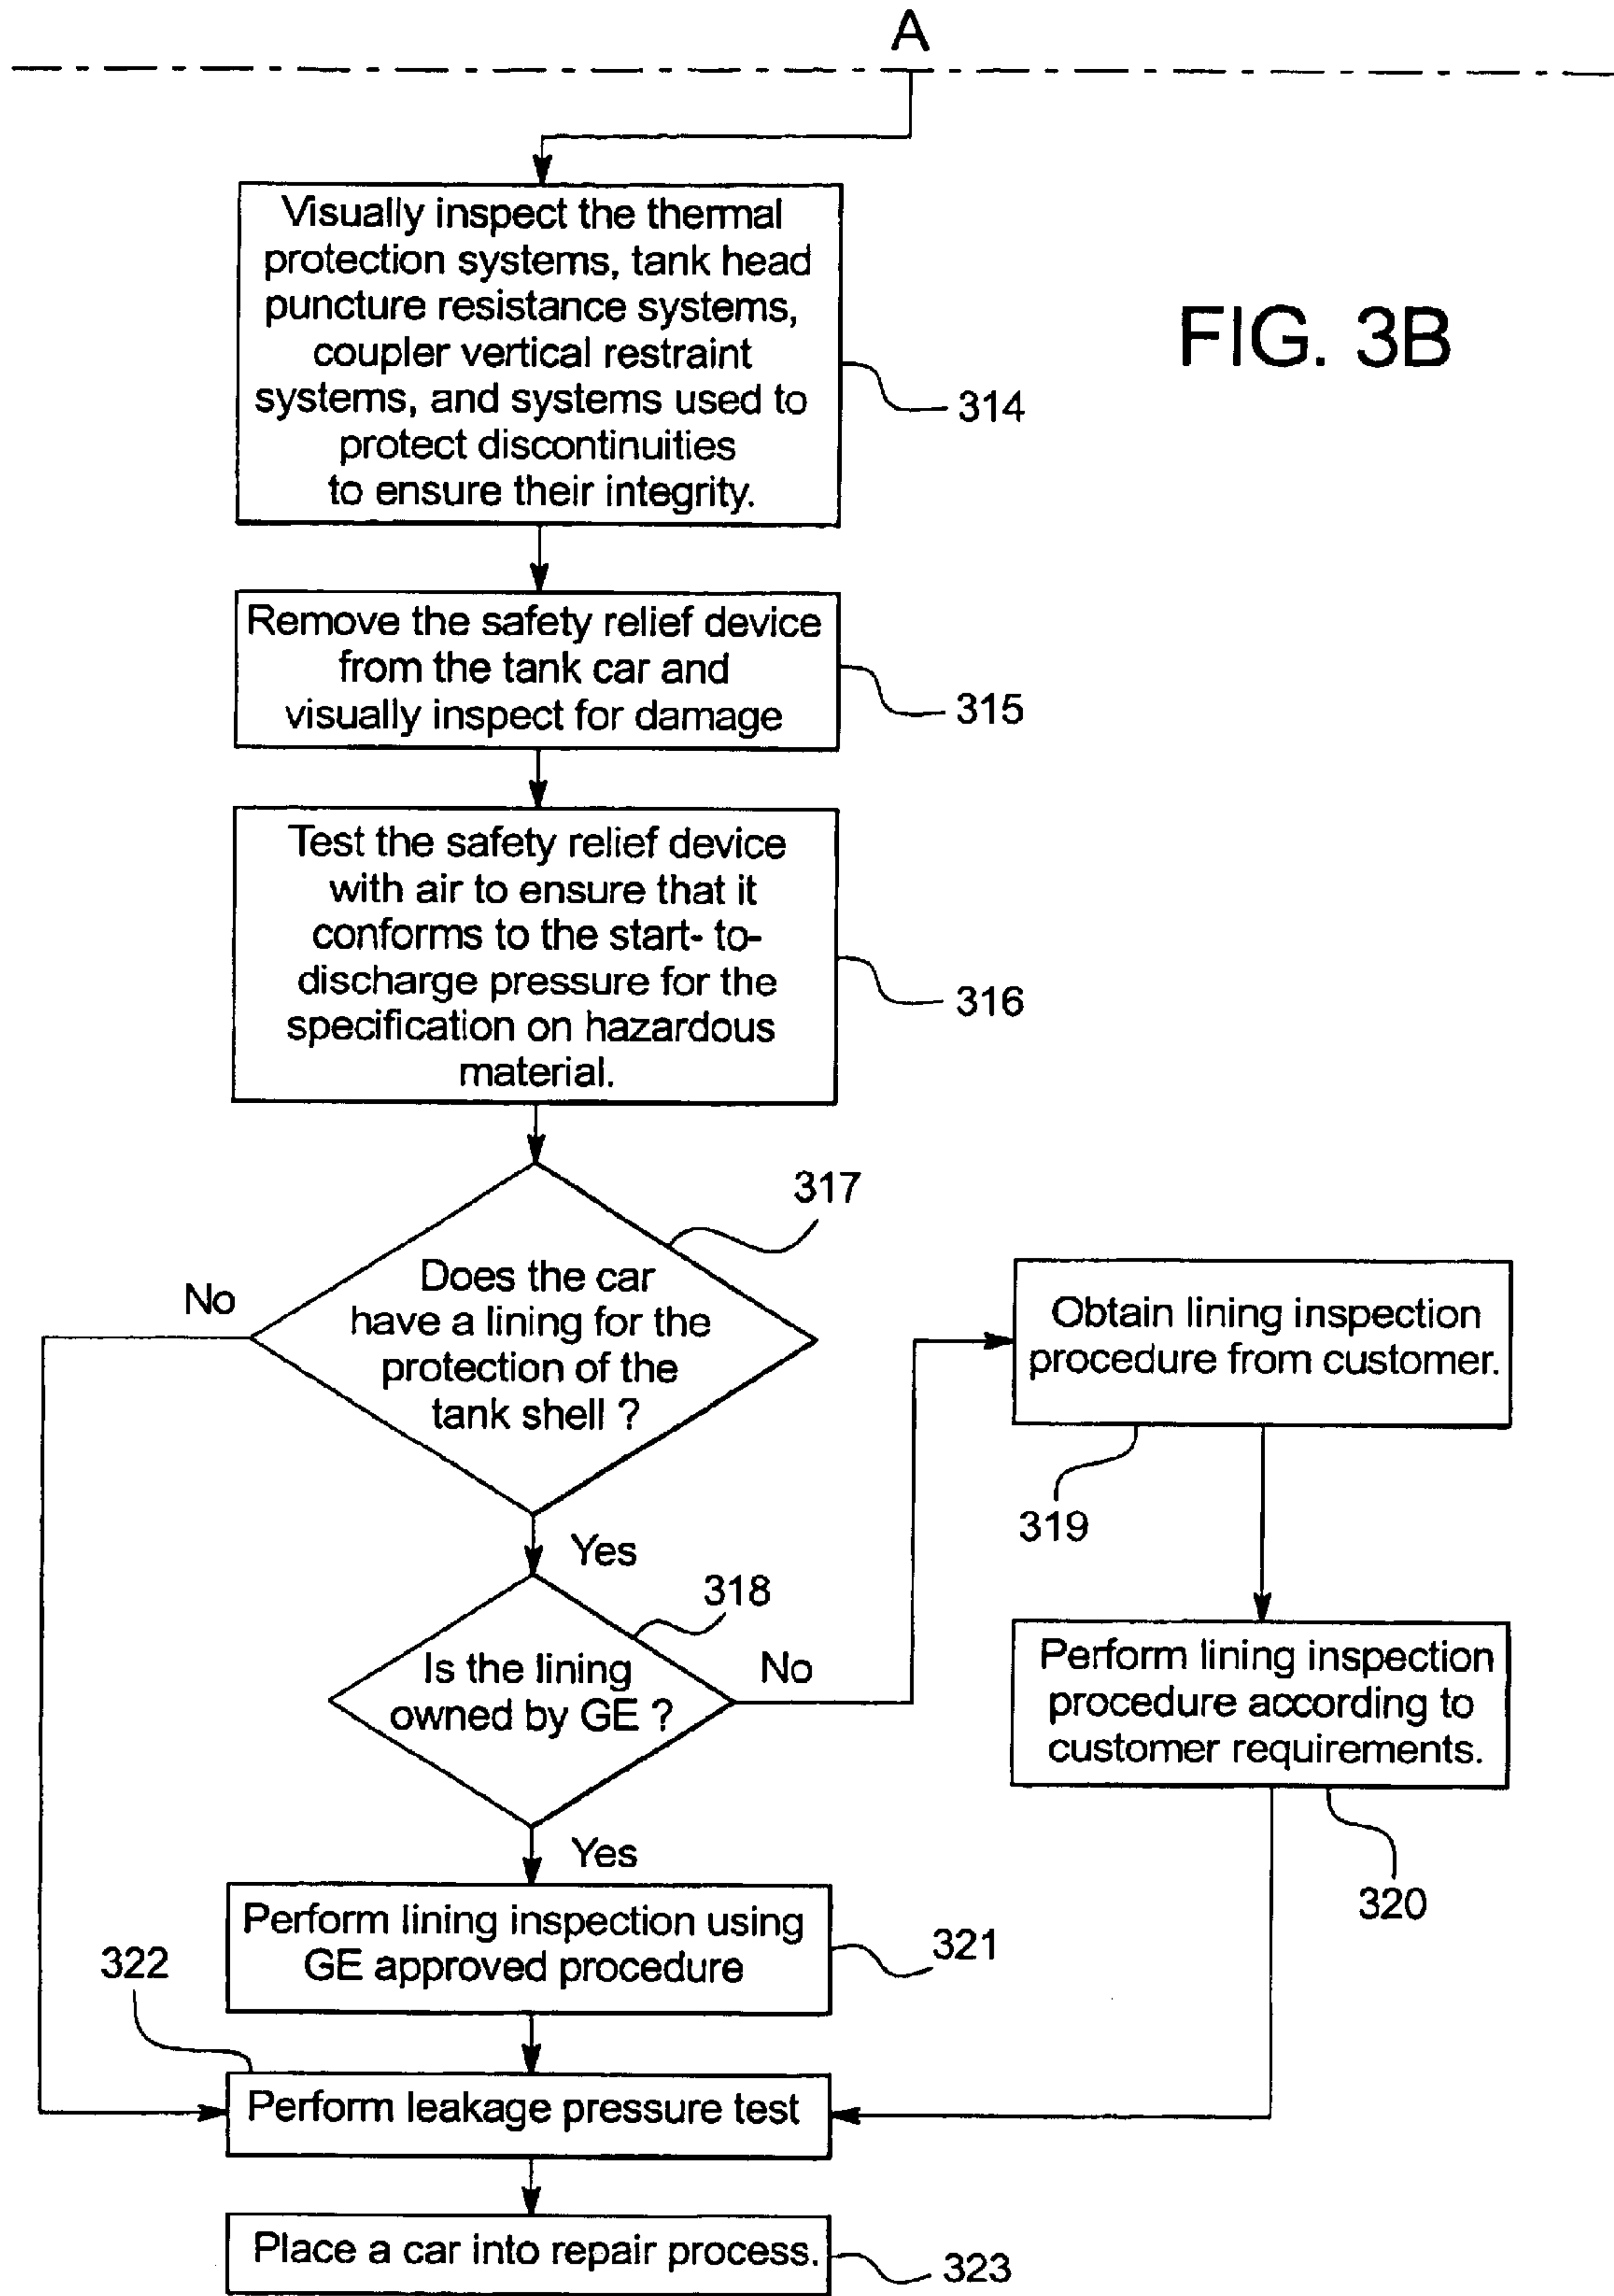 A
Visually inspect the thermal
protection systems, tank head
puncture resistance systems,
coupler vertical restraint
systems, and systems used to
protect discontinuities
to ensure their integrity.
FIG. 3B
314
Remove the safety relief device
from the tank car and
visually inspect for damage
315
Test the safety relief device
with air to ensure that it
conforms to the start- to-
discharge pressure for the
specification on hazardous
material.
316
317
Does the car
have a lining for the
protection of the
tank shell ?
No
Yes
318
Is the lining
owned by GE ?
No
Yes
Obtain lining inspection
procedure from customer.
319
Perform lining inspection
procedure according to
customer requirements.
320
Perform lining inspection using
GE approved procedure
321
322
Perform leakage pressure test
Place a car into repair process.
323